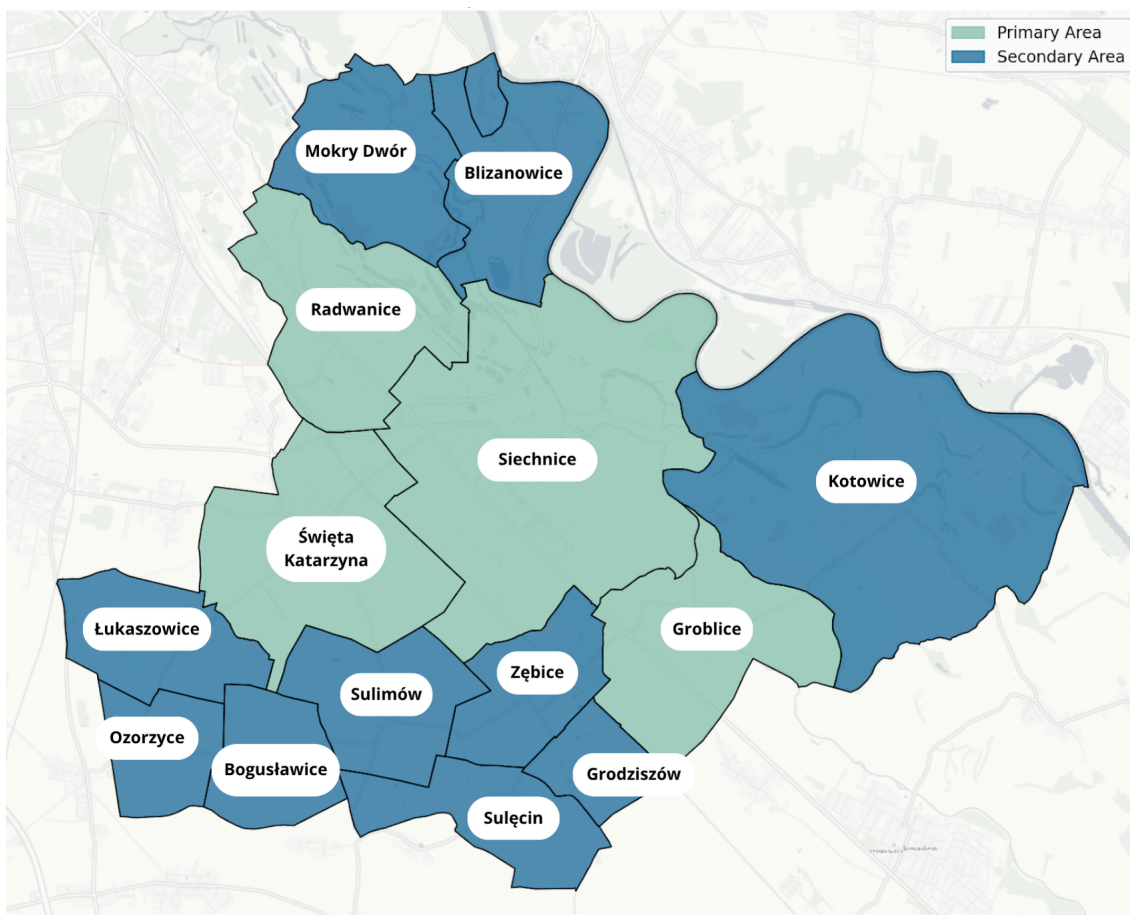 Primary Area
Secondary Area
Mokry Dwór
Blizanowice
Radwanice
Siechnice
Kotowice
Święta
Katarzyna
Łukaszowice
Groblice
Zębice
Sulimów
Ozorzyce
Bogusławice
Grodziszów
Sulęcin